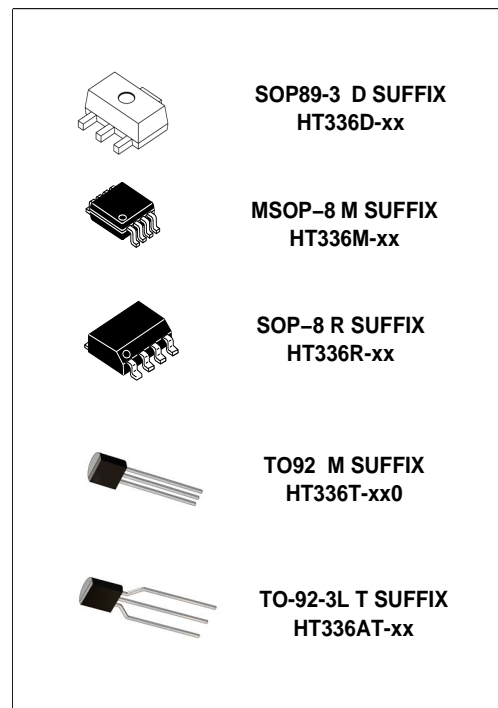 SOP89-3 D SUFFIX
HT336D-xx
MSOP–8 M SUFFIX
HT336M-xx
SOP–8 R SUFFIX
HT336R-xx
TO92 M SUFFIX
HT336T-xx0
TO-92-3L T SUFFIX
HT336AT-xx